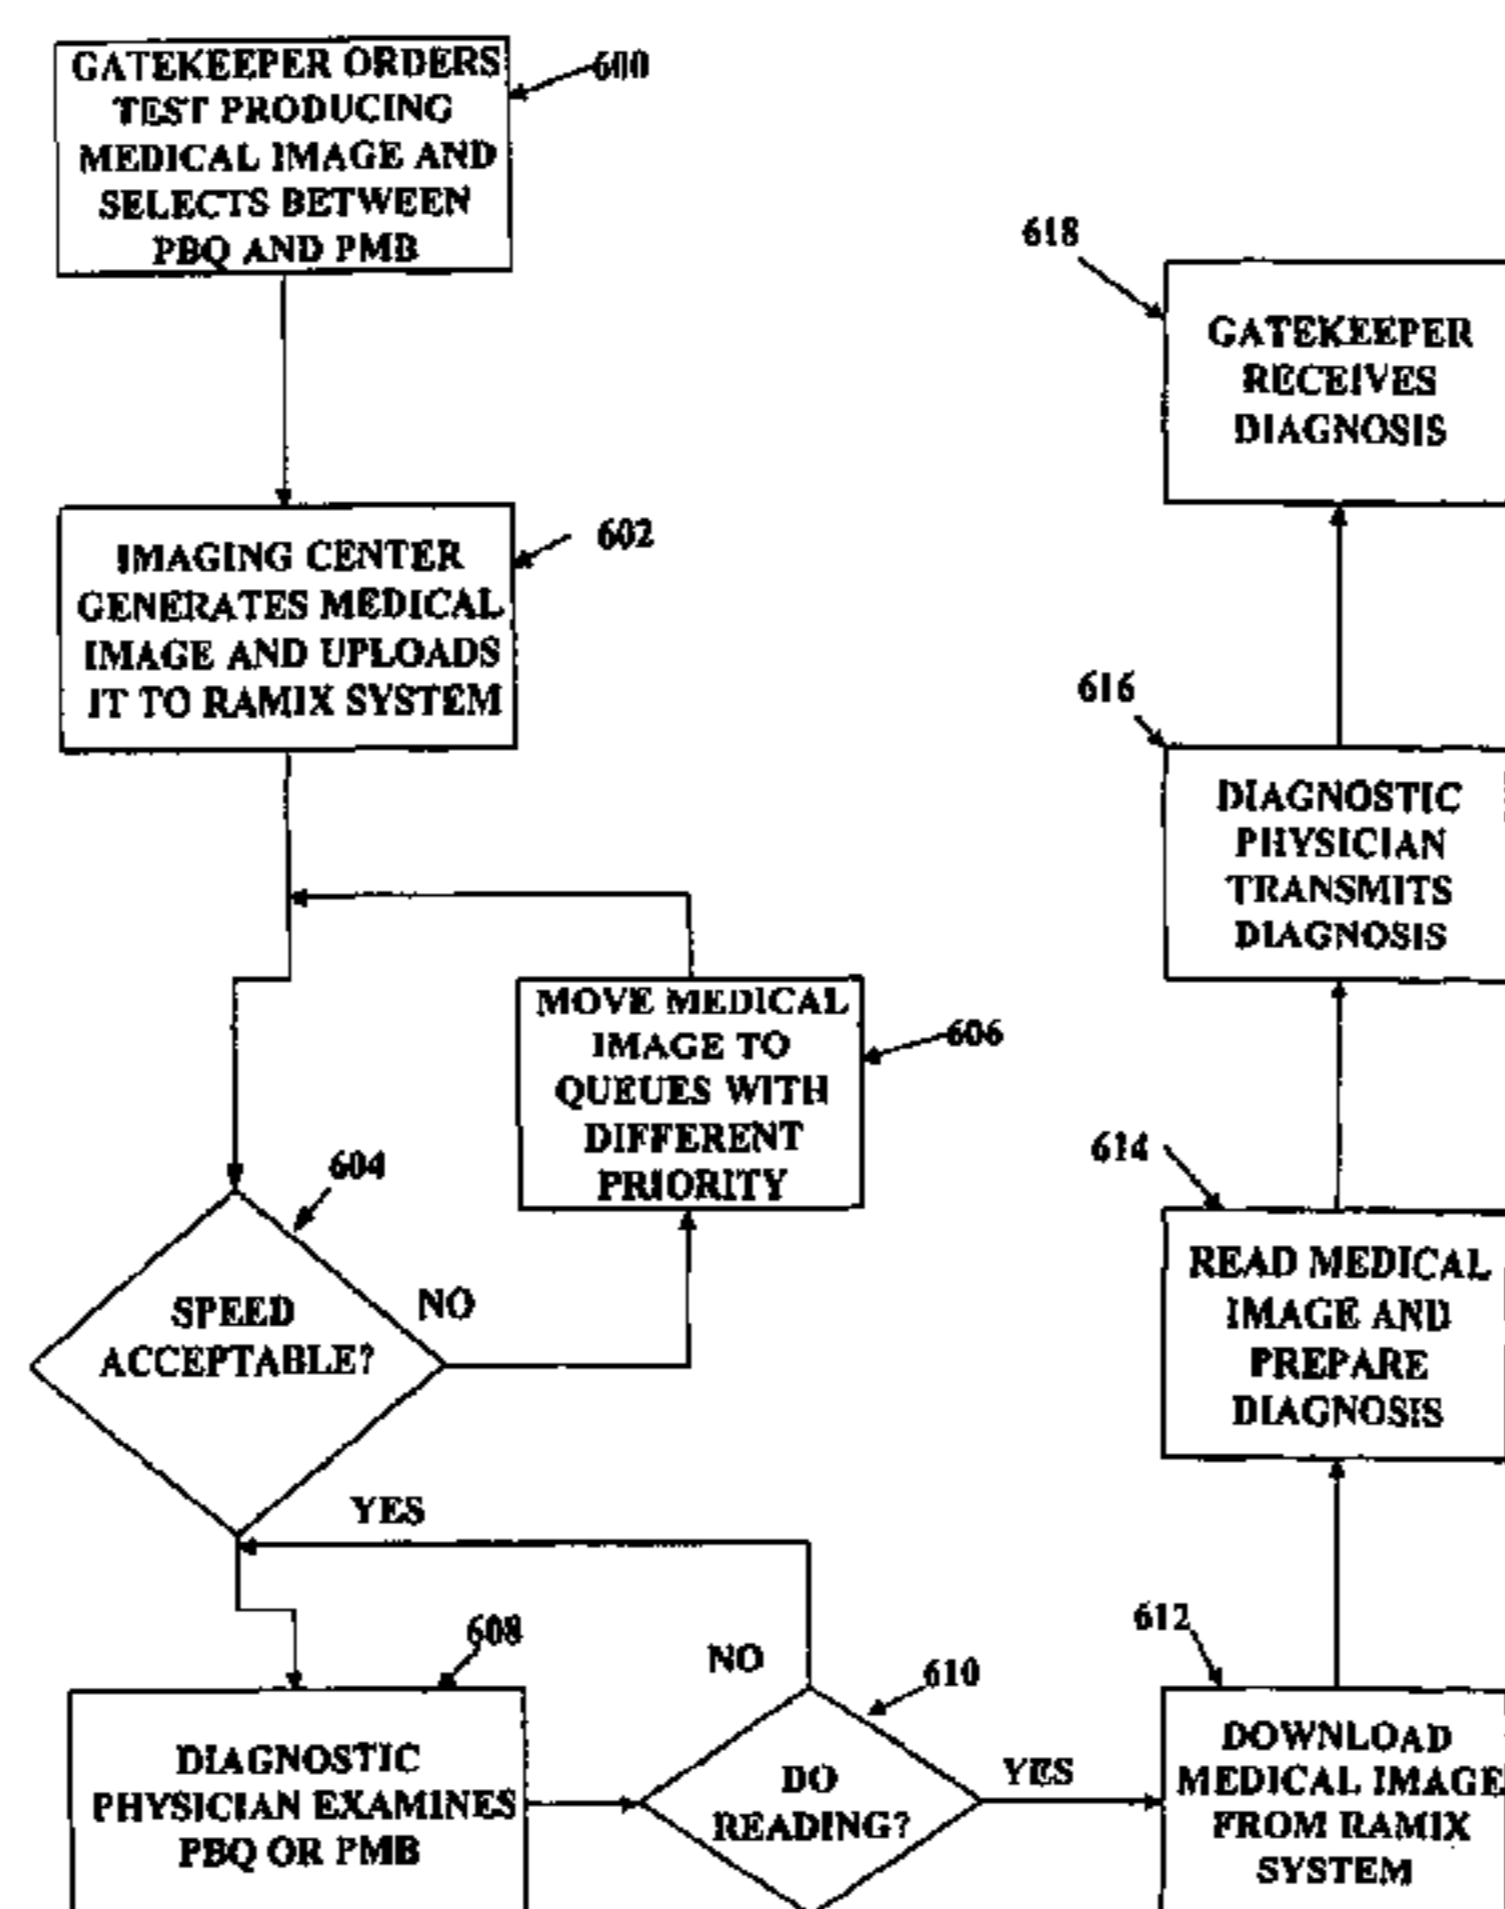 GATEKEEPER ORDERS
TEST PRODUCING
MEDICAL IMAGE AND
SELECTS BETWEEN
PBQ AND PMB
600
IMAGING CENTER
GENERATES MEDICAL
IMAGE AND UPLOADS
IT TO RAMIX SYSTEM
602
MOVE MEDICAL
IMAGE TO
QUEUES WITH
DIFFERENT
PRIORITY
606
604
SPEED
ACCEPTABLE?
NO
YES
608
DIAGNOSTIC
PHYSICIAN EXAMINES
PBQ OR PMB
NO
610
DO
READING?
YES
612
DOWNLOAD
MEDICAL IMAGE
FROM RAMIX
SYSTEM
614
READ MEDICAL
IMAGE AND
PREPARE
DIAGNOSIS
616
DIAGNOSTIC
PHYSICIAN
TRANSMITS
DIAGNOSIS
618
GATEKEEPER
RECEIVES
DIAGNOSIS